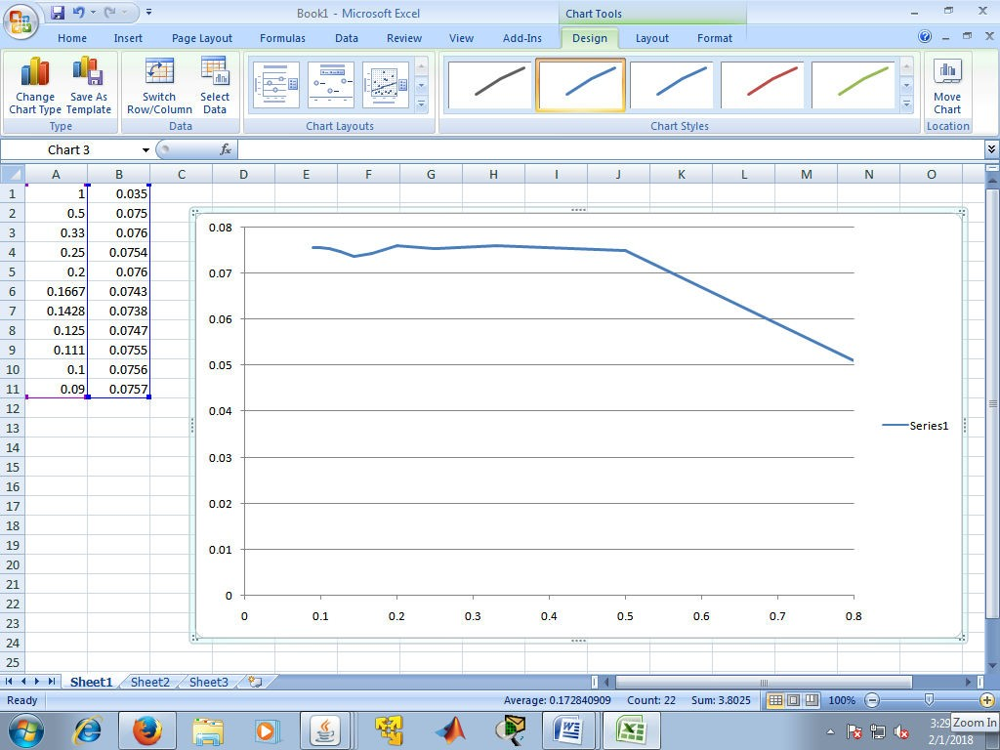 Book1 - Microsoft Excel
Chart Tools
Home Insert Page Layout Formulas Data Review View Add-Ins Design Layout Format
Change Chart Type
Save As Template
Switch Row/Column
Select Data
Move Chart
Type Data Chart Layouts Chart Styles Location
Chart 3
fx
A B C D E F G H I J K L M N O
1 1 0.035
2 0.5 0.075
3 0.33 0.076
4 0.25 0.0754
5 0.2 0.076
6 0.1667 0.0743
7 0.1428 0.0738
8 0.125 0.0747
9 0.111 0.0755
10 0.1 0.0756
11 0.09 0.0757
12
13
14
15
16
17
18
19
20
21
22
23
24
25
0.08
0.07
0.06
0.05
0.04
0.03
0.02
0.01
0
0 0.1 0.2 0.3 0.4 0.5 0.6 0.7 0.8
Series1
Sheet1 Sheet2 Sheet3
Ready Average: 0.172840909 Count: 22 Sum: 3.8025 100%
3:29
Zoom In
2/1/2018